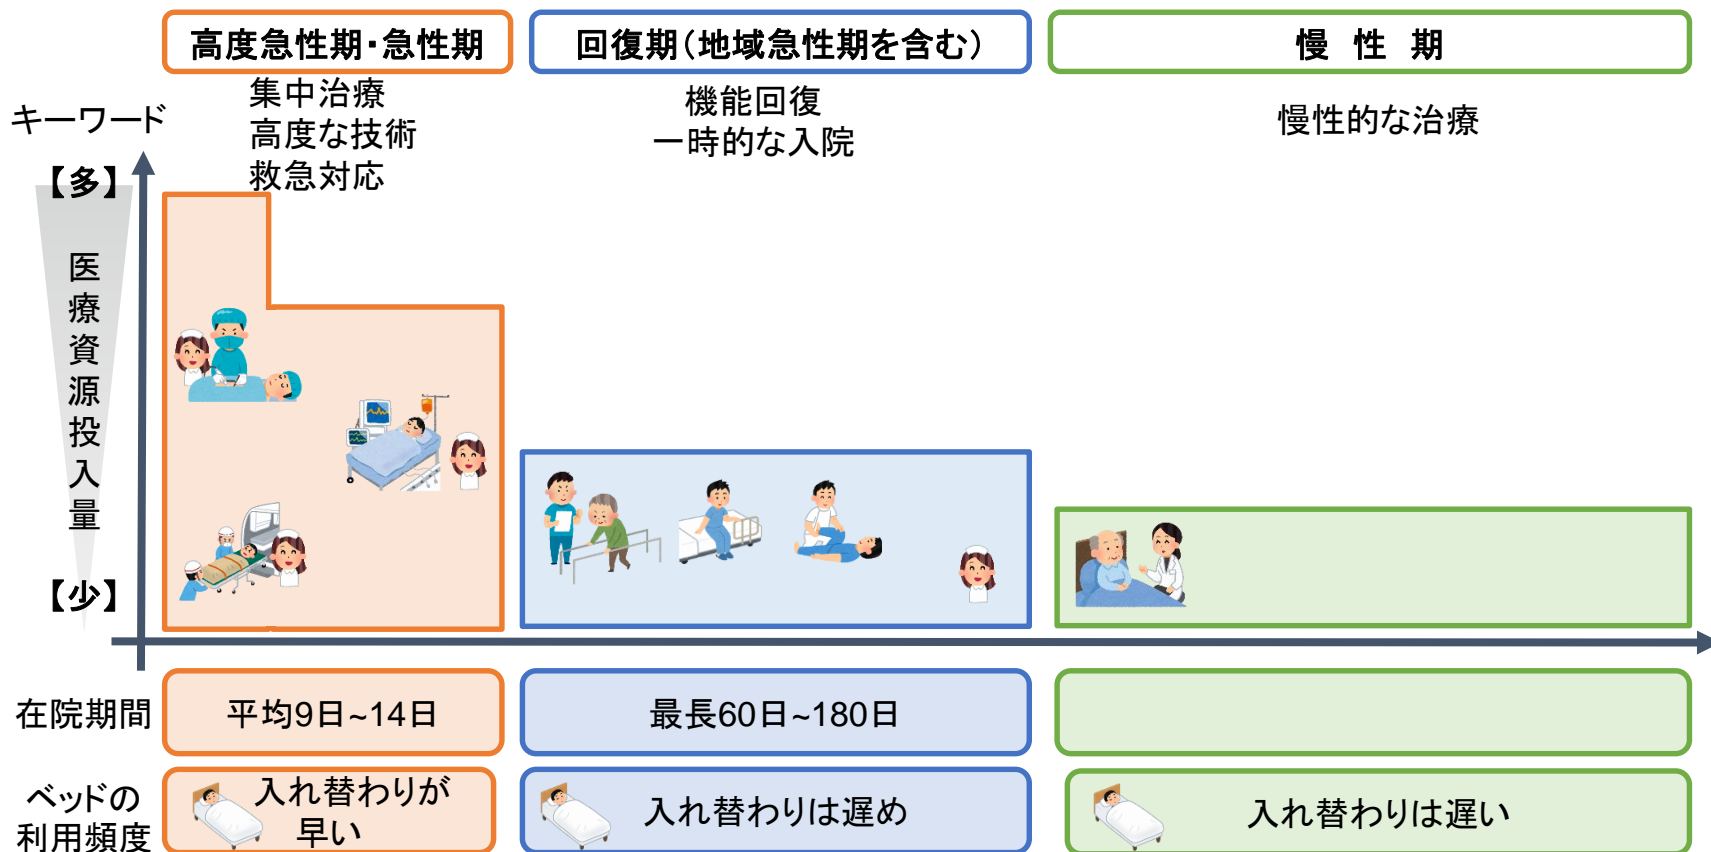 高度急性期・急性期
回復期(地域急性期を含む)
慢性期
キーワード
集中治療
高度な技術
救急対応
機能回復
一時的な入院
慢性的な治療
【多】
医療資源投入量
【少】
在院期間
平均9日~14日
最長60日~180日
ベッドの
利用頻度
入れ替わりが
早い
入れ替わりは遅め
入れ替わりは遅い